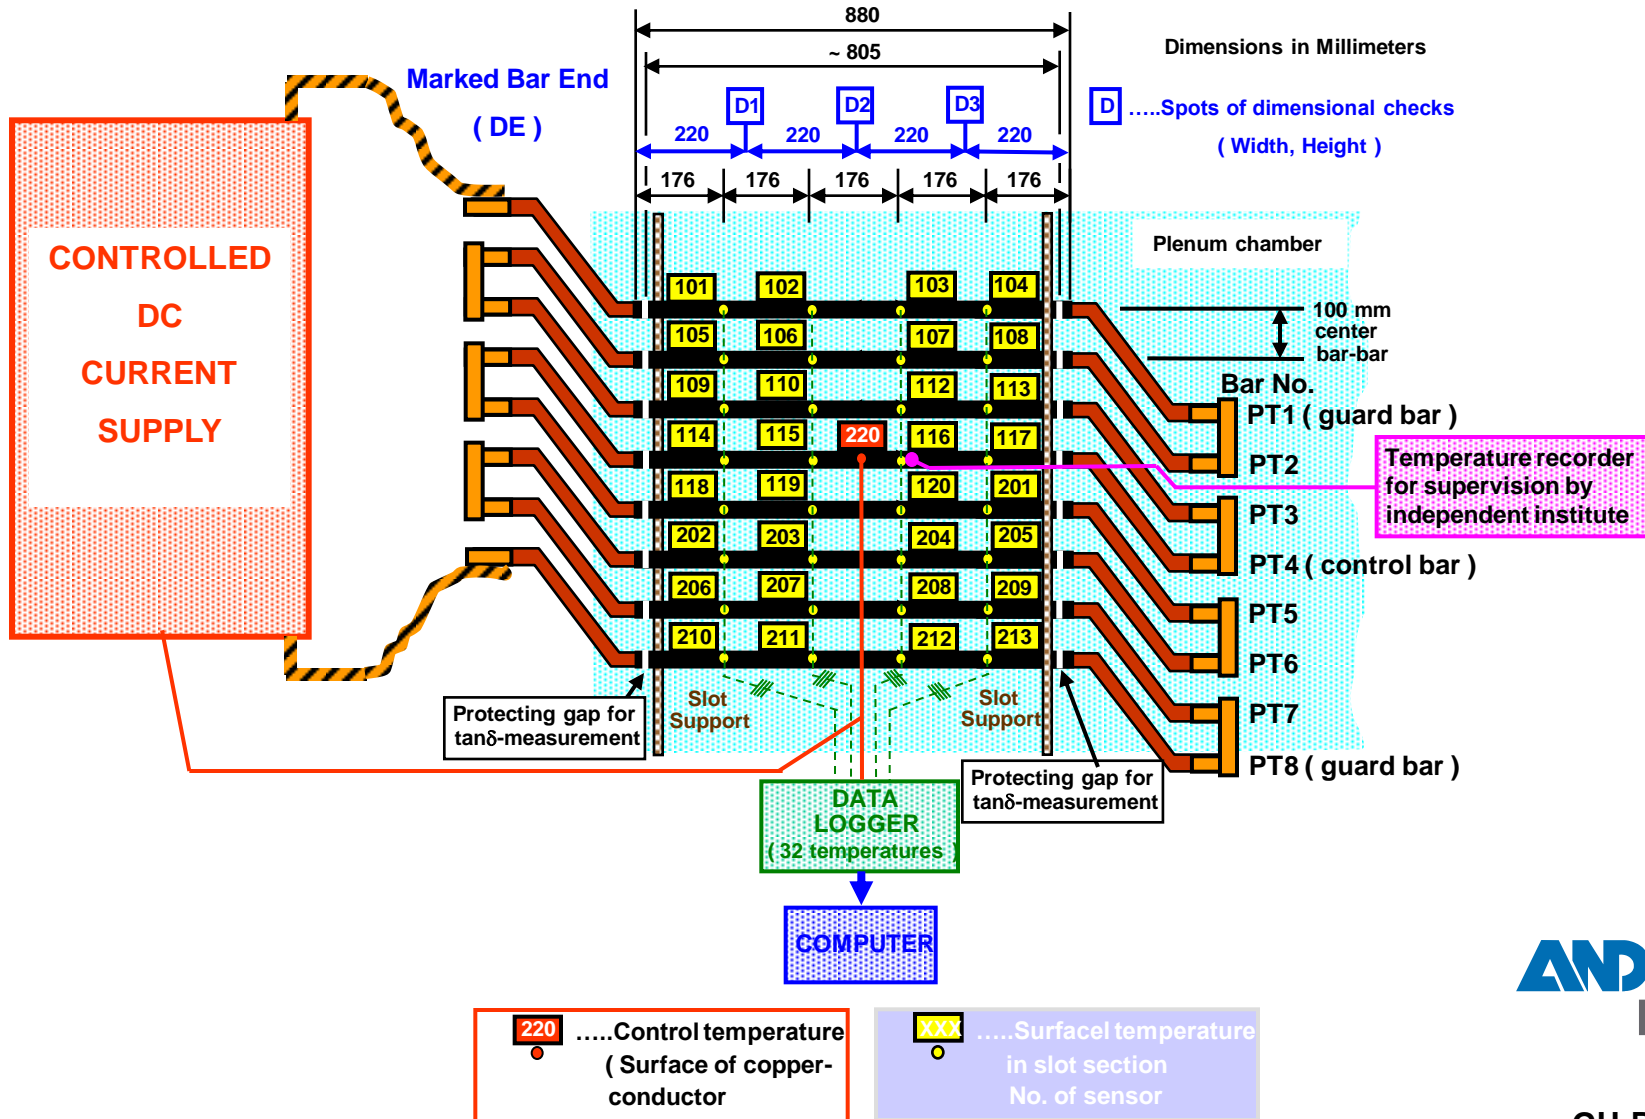 880
~ 805
Dimensions in Millimeters
Marked Bar End
( DE )
D1
D2
D3
D .....Spots of dimensional checks
( Width, Height )
220 220 220 220
176 176 176 176 176
CONTROLLED
DC
CURRENT
SUPPLY
Plenum chamber
101 102 103 104
105 106 107 108
109 110 112 113
114 115 220 116 117
118 119 120 201
202 203 204 205
206 207 208 209
210 211 212 213
100 mm
center
bar-bar
Bar No.
PT1 ( guard bar )
PT2
PT3
PT4 ( control bar )
PT5
PT6
PT7
PT8 ( guard bar )
Temperature recorder
for supervision by
independent institute
Slot
Support
Slot
Support
Protecting gap for
tanδ-measurement
Protecting gap for
tanδ-measurement
DATA
LOGGER
( 32 temperatures )
COMPUTER
220 .....Control temperature
( Surface of copper-
conductor
XXX .....Surfacel temperature
in slot section
No. of sensor